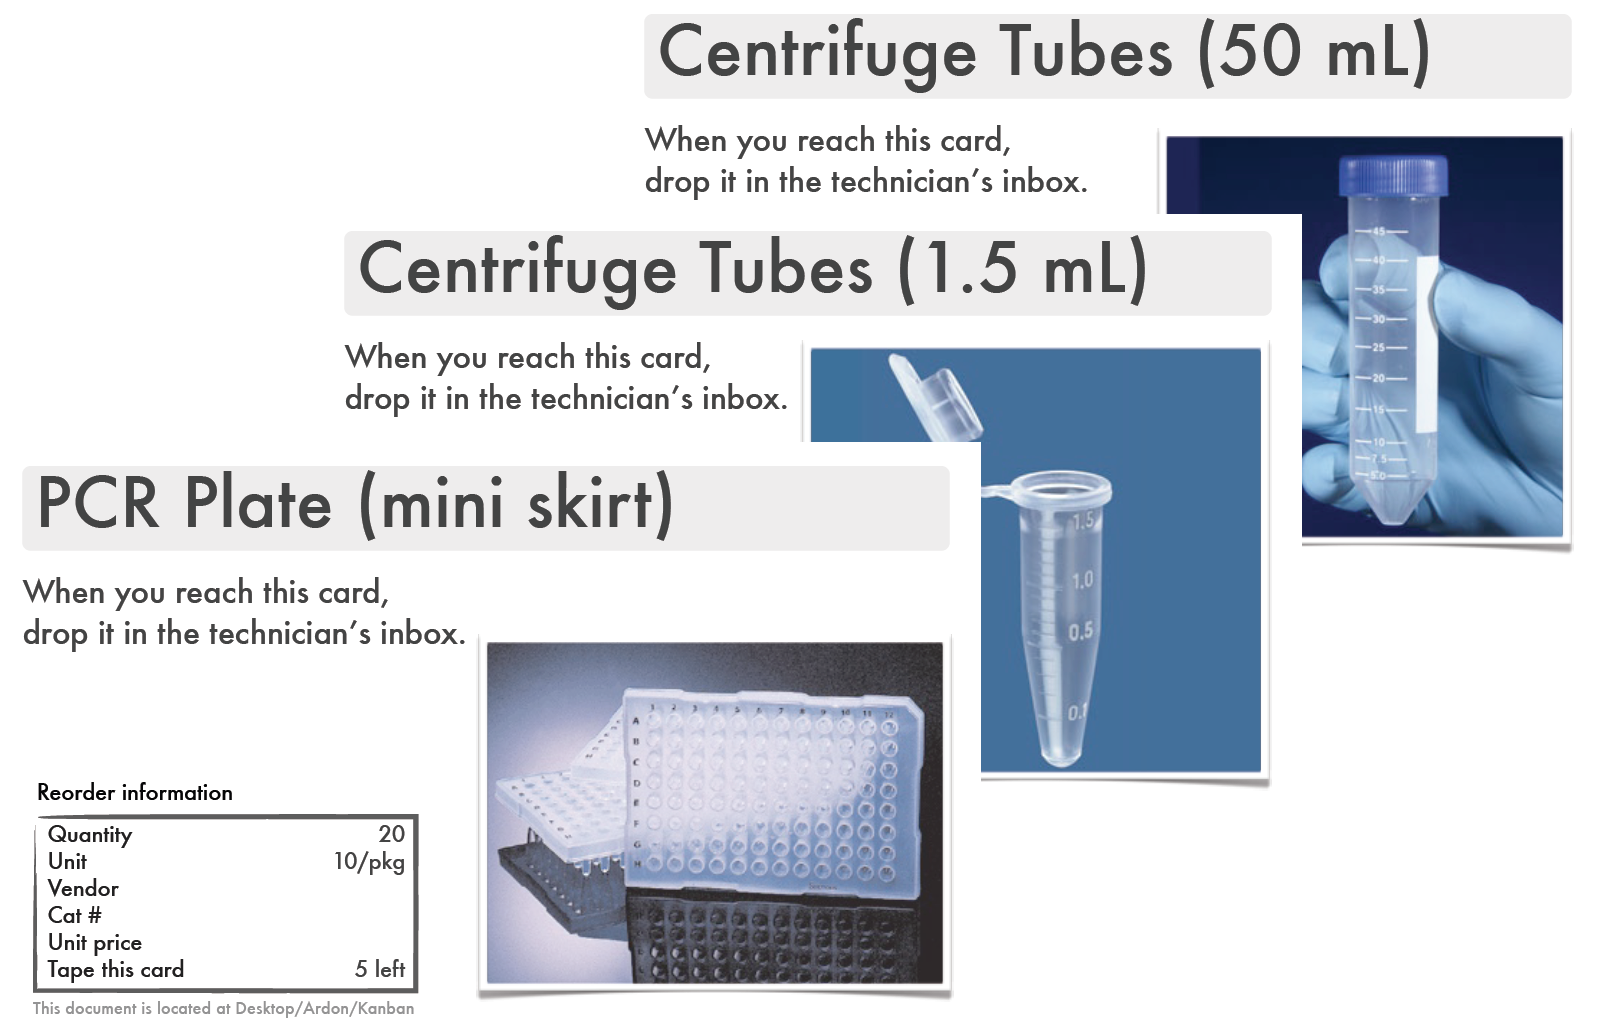 Centrifuge Tubes (50 mL)
When you reach this card,
drop it in the technician's inbox.
45
40
35
30
25
20
15
10
7.5
5.0
Centrifuge Tubes (1.5 mL)
When you reach this card,
drop it in the technician's inbox.
1.5
1.0
0.5
0.1
PCR Plate (mini skirt)
When you reach this card,
drop it in the technician's inbox.
1 2 3 4 5 6 7 8 9 10 11 12
A
B
C
D
E
F
G
H
Reorder information
Quantity 20
Unit 10/pkg
Vendor
Cat #
Unit price
Tape this card 5 left
This document is located at Desktop/Ardon/Kanban